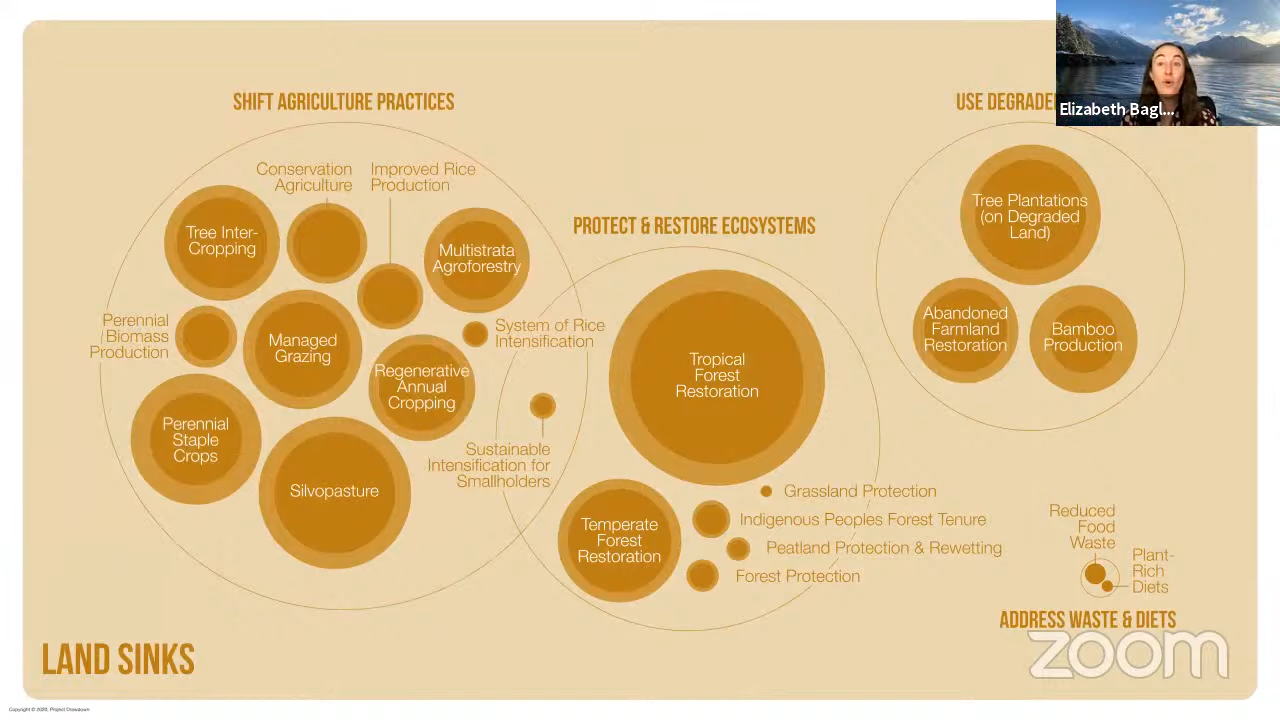 SHIFT AGRICULTURE PRACTICES
Conservation
Agriculture
Improved Rice
Production
Tree Inter-
Cropping
Multistrata
Agroforestry
Perennial
Biomass
Production
Managed
Grazing
System of Rice
Intensification
Regenerative
Annual
Cropping
Perennial
Staple
Crops
Silvopasture
Sustainable
Intensification for
Smallholders
PROTECT & RESTORE ECOSYSTEMS
Tropical
Forest
Restoration
Temperate
Forest
Restoration
Grassland Protection
Indigenous Peoples Forest Tenure
Peatland Protection & Rewetting
Forest Protection
USE
Elizabeth Bagl...
Tree Plantations
(on Degraded
Land)
Abandoned
Farmland
Restoration
Bamboo
Production
Reduced
Food
Waste
Plant-
Rich
Diets
ADDRESS WASTE & DIETS
LAND SINKS
zoom
Copyright © 2020, Project Drawdown